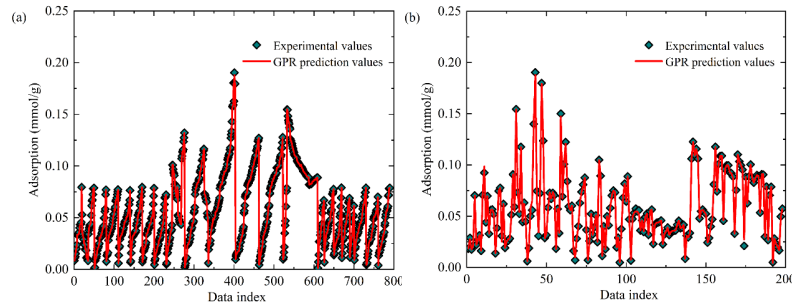 (a)
0.25
0.20
0.15
0.10
0.05
0.00
Adsorption (mmol/g)
Experimental values
GPR prediction values
0 100 200 300 400 500 600 700 800
Data index
(b)
0.25
0.20
0.15
0.10
0.05
0.00
Adsorption (mmol/g)
Experimental values
GPR prediction values
0 50 100 150 200
Data index